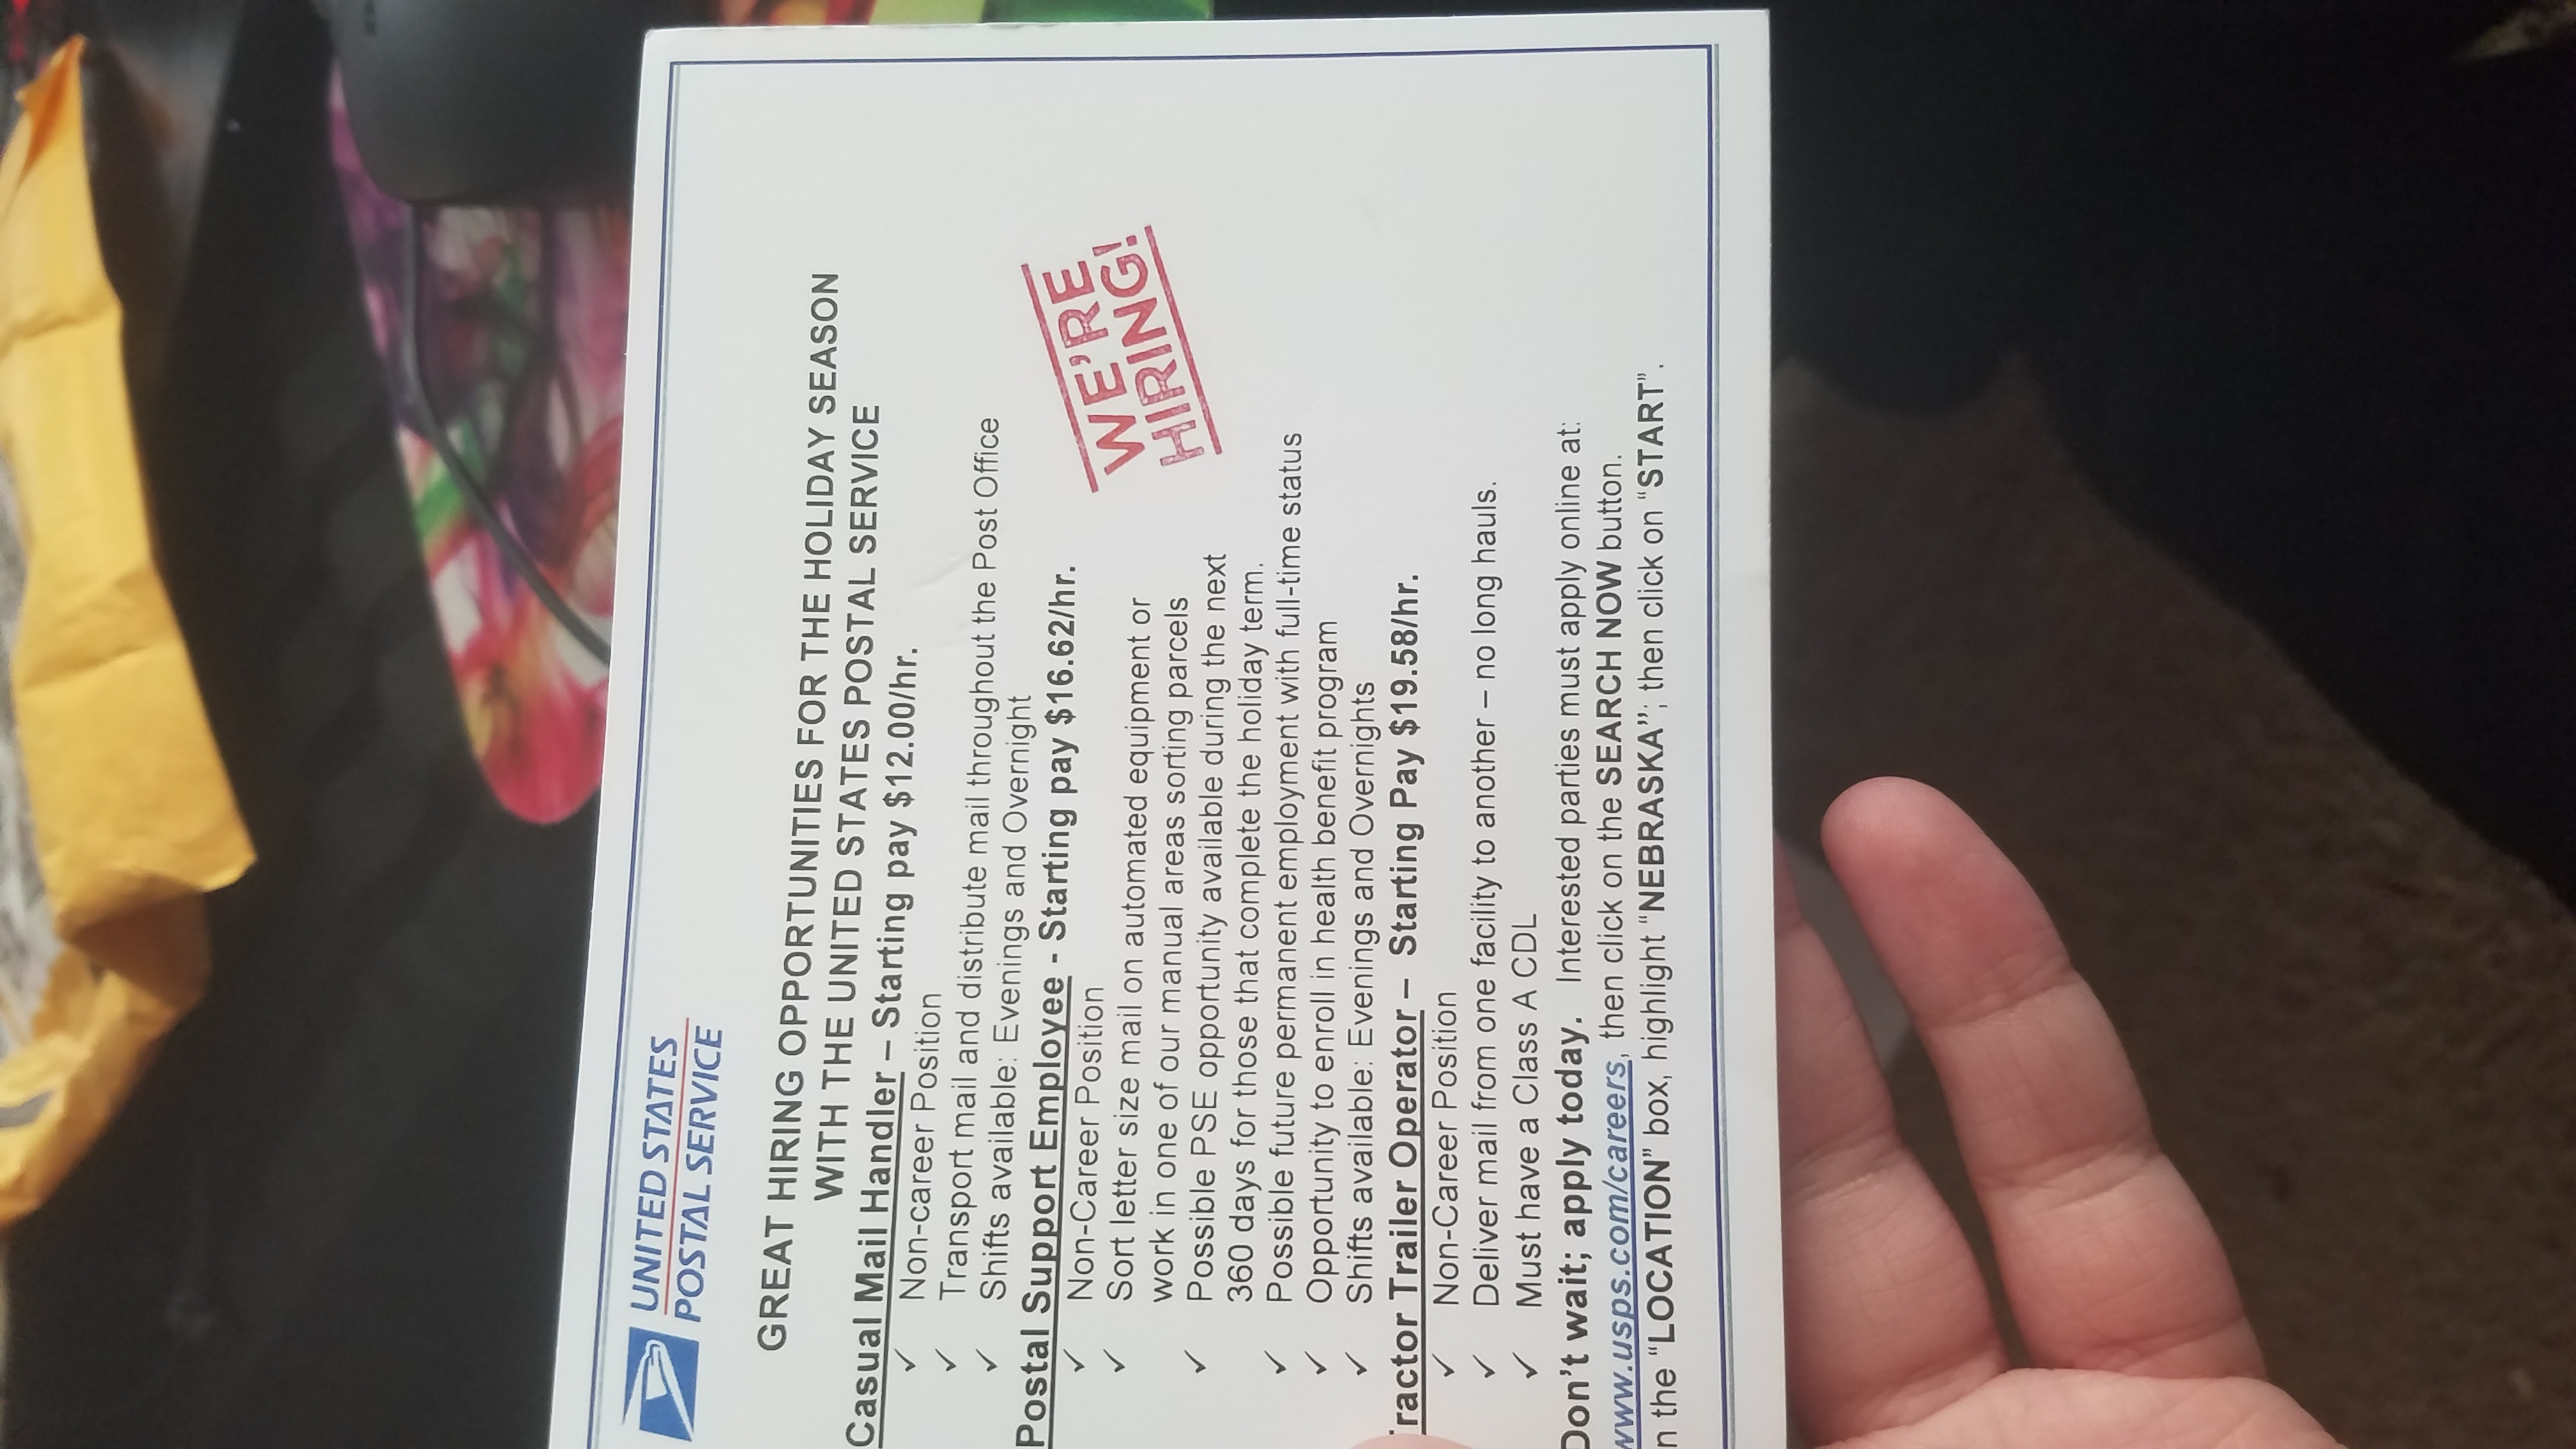 UNITED STATES
POSTAL SERVICE
GREAT HIRING OPPORTUNITIES FOR THE HOLIDAY SEASON
WITH THE UNITED STATES POSTAL SERVICE
Casual Mail Handler – Starting pay $12.00/hr.
✓ Non-career Position
✓ Transport mail and distribute mail throughout the Post Office
✓ Shifts available: Evenings and Overnight
Postal Support Employee - Starting pay $16.62/hr.
✓ Non-Career Position
✓ Sort letter size mail on automated equipment or
work in one of our manual areas sorting parcels
✓ Possible PSE opportunity available during the next
360 days for those that complete the holiday term.
✓ Possible future permanent employment with full-time status
✓ Opportunity to enroll in health benefit program
✓ Shifts available: Evenings and Overnights
WE'RE
HIRING!
Tractor Trailer Operator – Starting Pay $19.58/hr.
✓ Non-Career Position
✓ Deliver mail from one facility to another – no long hauls.
✓ Must have a Class A CDL
Don't wait; apply today. Interested parties must apply online at:
www.usps.com/careers, then click on the SEARCH NOW button.
n the “LOCATION” box, highlight “NEBRASKA”; then click on “START”.